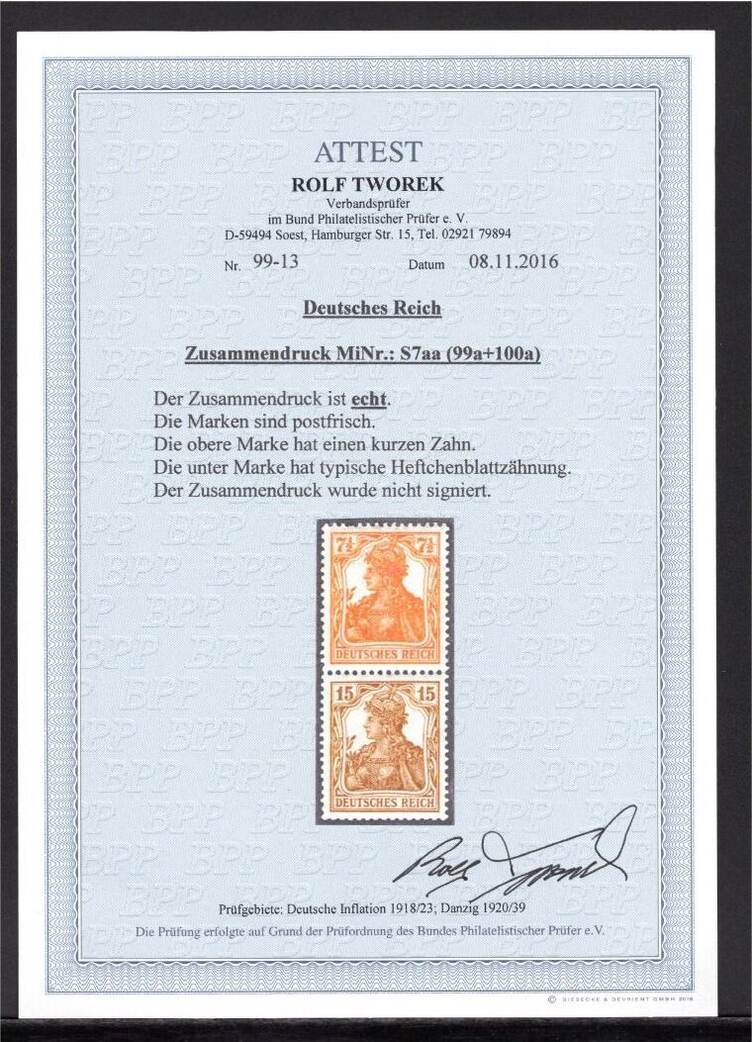 ATTEST
ROLF TWOREK
Verbandsprüfer
im Bund Philatelistischer Prüfer e. V.
D-59494 Soest, Hamburger Str. 15, Tel. 02921 79894
Nr. 99-13 Datum 08.11.2016
Deutsches Reich
Zusammendruck MiNr.: S7aa (99a+100a)
Der Zusammendruck ist echt.
Die Marken sind postfrisch.
Die obere Marke hat einen kurzen Zahn.
Die unter Marke hat typische Heftchenblattzähnung.
Der Zusammendruck wurde nicht signiert.
7½ 7½
DEUTSCHES REICH
15 15
DEUTSCHES REICH
Rolf Tworek
Prüfgebiete: Deutsche Inflation 1918/23; Danzig 1920/39
Die Prüfung erfolgte auf Grund der Prüfordnung des Bundes Philatelistischer Prüfer e.V.
© GIESECKE & DEVRIENT GMBH 2016